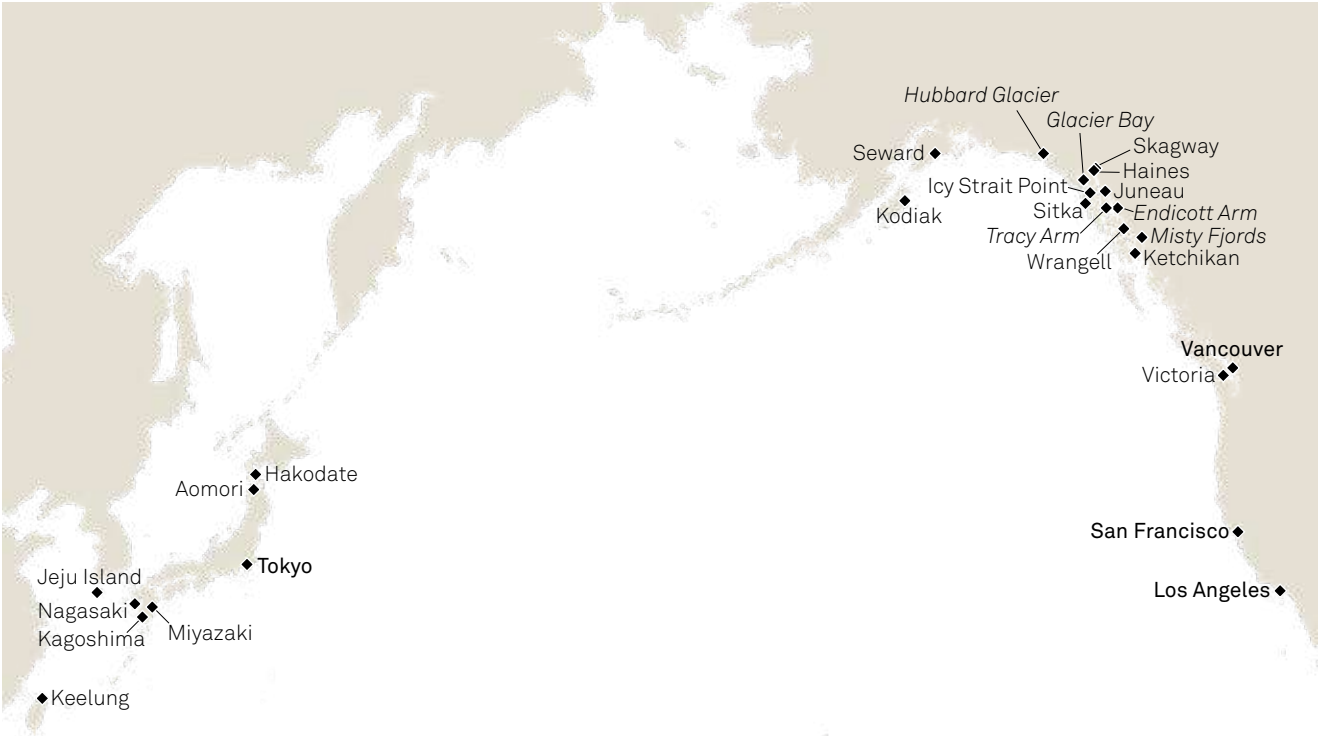 Hubbard Glacier
Glacier Bay
Skagway
Seward
Haines
Icy Strait Point
Juneau
Kodiak
Sitka
Endicott Arm
Tracy Arm
Misty Fjords
Wrangell
Ketchikan
Vancouver
Victoria
Hakodate
Aomori
San Francisco
Tokyo
Jeju Island
Los Angeles
Nagasaki
Miyazaki
Kagoshima
Keelung